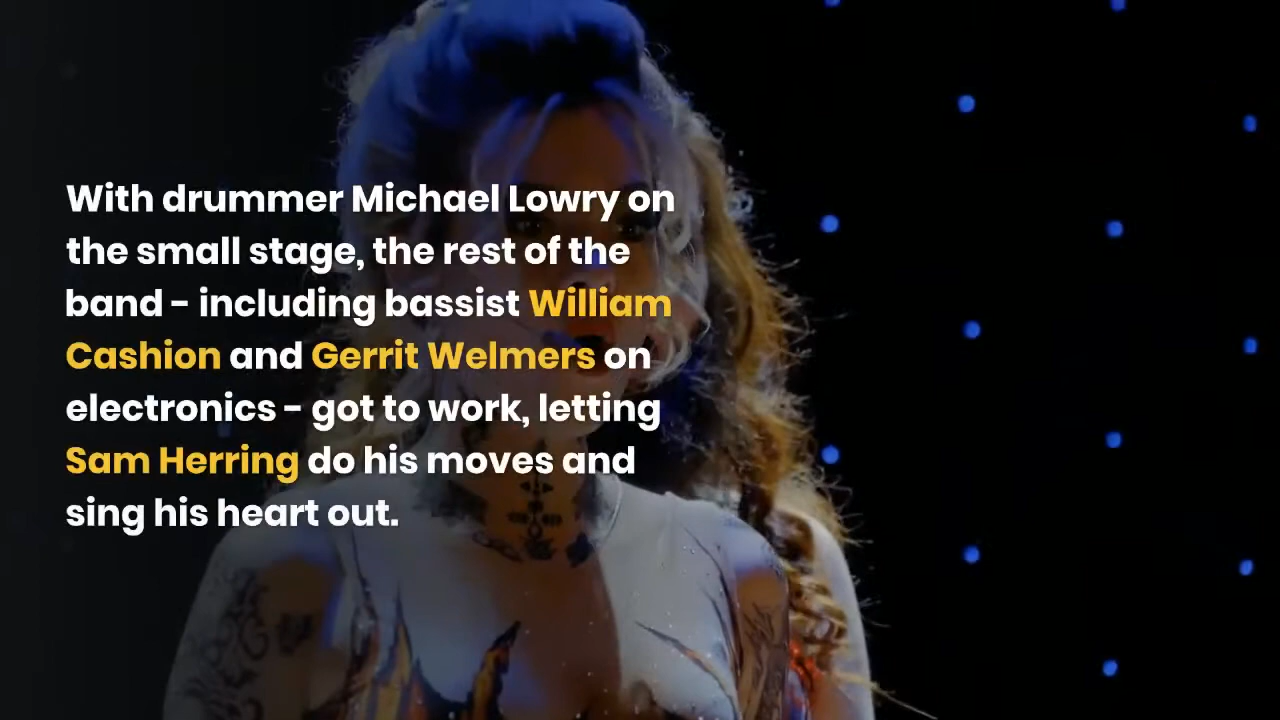 With drummer Michael Lowry on
the small stage, the rest of the
band - including bassist William
Cashion and Gerrit Welmers on
electronics - got to work, letting
Sam Herring do his moves and
sing his heart out.